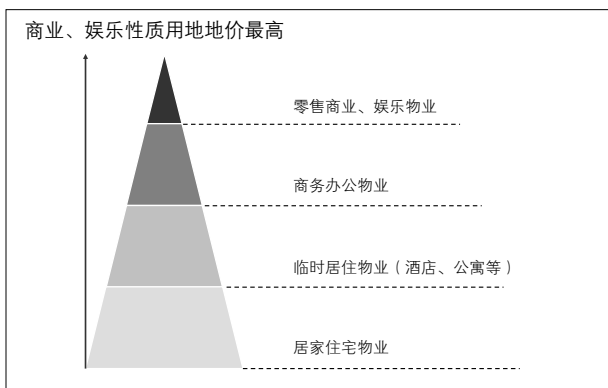 商业、娱乐性质用地地价最高
零售商业、娱乐物业
商务办公物业
临时居住物业（酒店、公寓等）
居家住宅物业